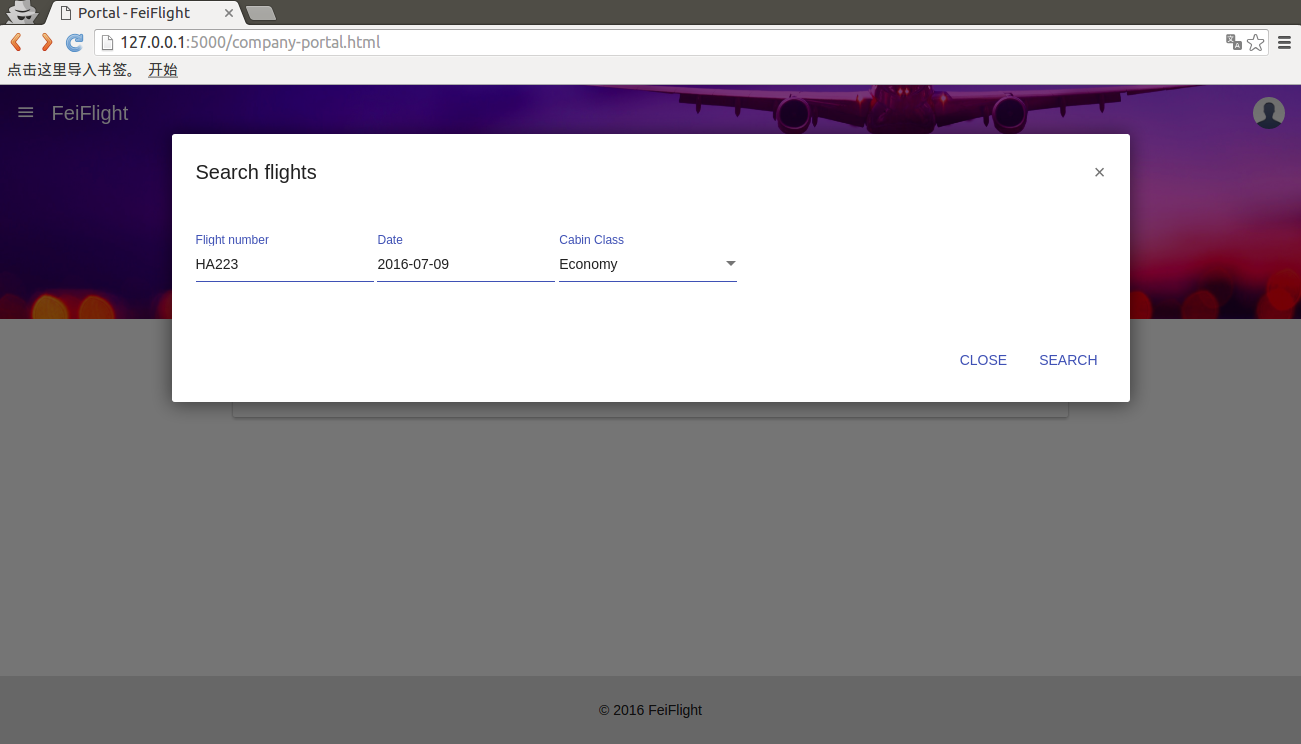 Portal - FeiFlight
127.0.0.1:5000/company-portal.html
点击这里导入书签。 开始
FeiFlight
Search flights
Flight number Date Cabin Class
HA223 2016-07-09 Economy
CLOSE SEARCH
© 2016 FeiFlight